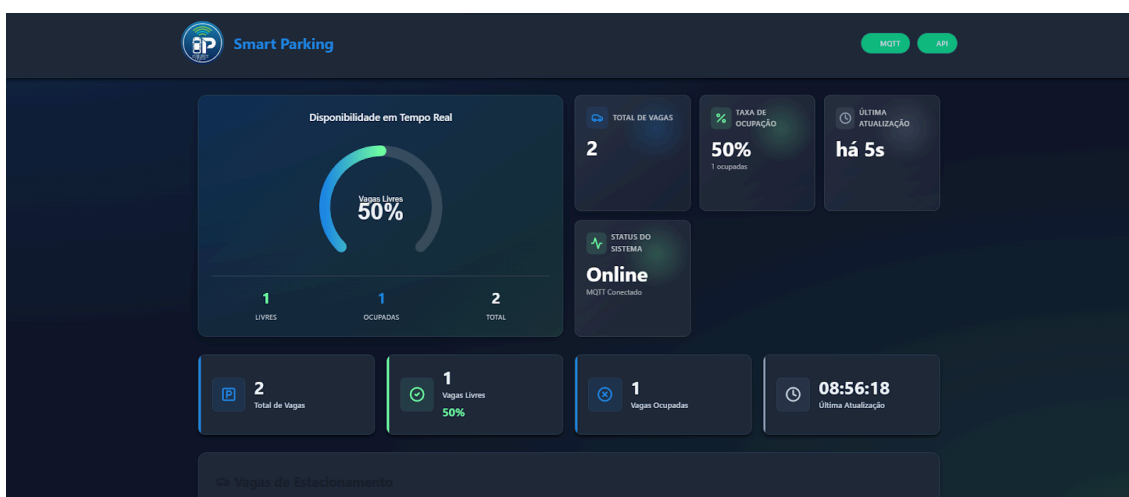 Smart Parking
MQTT
API
Disponibilidade em Tempo Real
Vagas Livres
50%
1
LIVRES
1
OCUPADAS
2
TOTAL
TOTAL DE VAGAS
2
TAXA DE
OCUPAÇÃO
50%
1 ocupadas
ÚLTIMA
ATUALIZAÇÃO
há 5s
STATUS DO
SISTEMA
Online
MQTT Conectado
2
Total de Vagas
1
Vagas Livres
50%
1
Vagas Ocupadas
08:56:18
Última Atualização
Vagas de Estacionamento